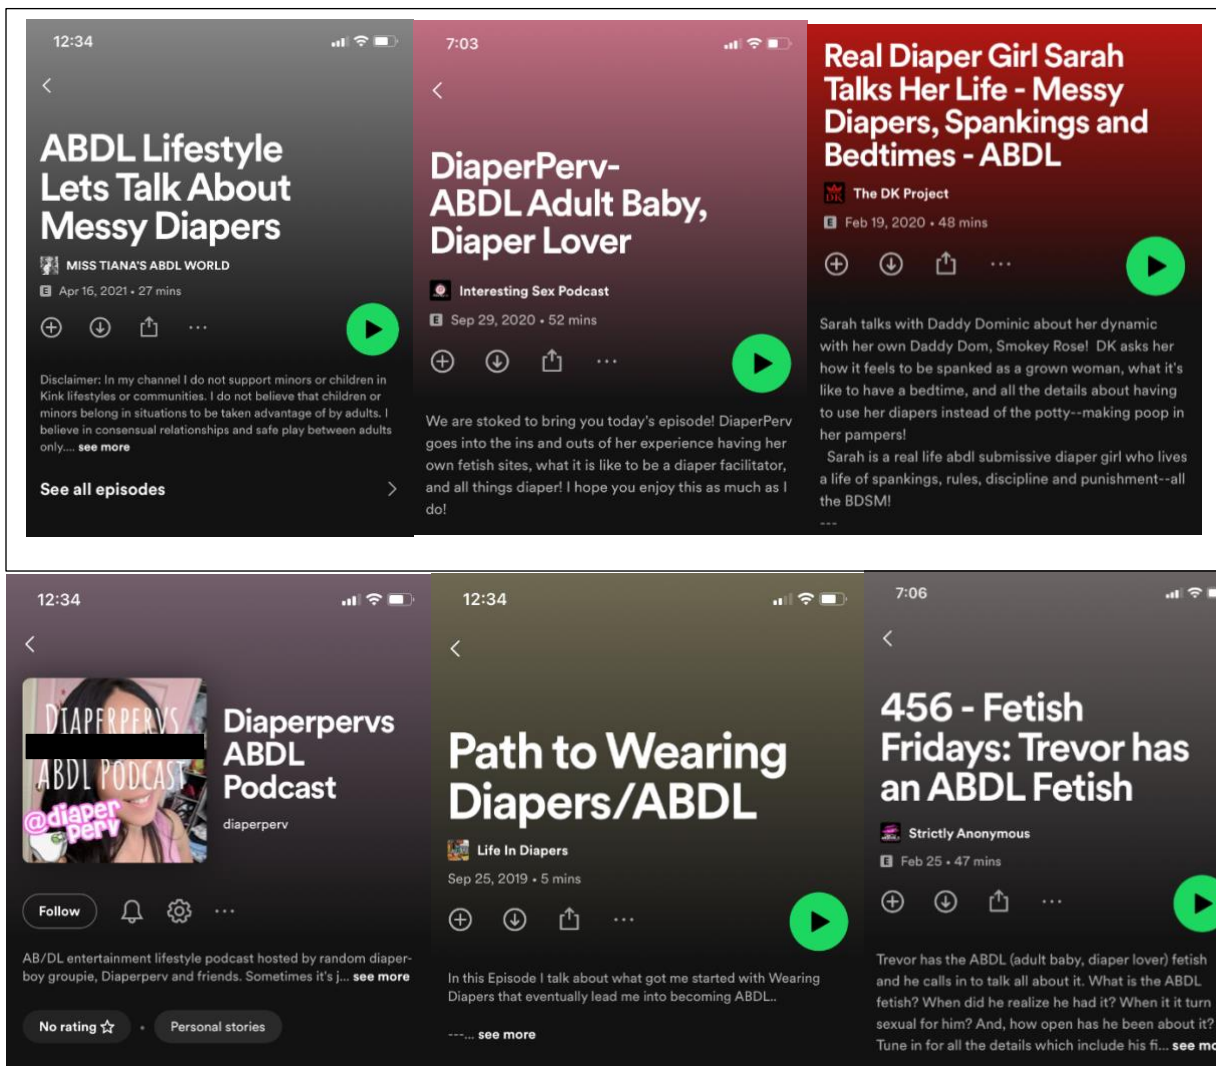 12:34
ABDL Lifestyle
Lets Talk About
Messy Diapers
MISS TIANA'S ABDL WORLD
E Apr 16, 2021 • 27 mins
Disclaimer: In my channel I do not support minors or children in
Kink lifestyles or communities. I do not believe that children or
minors belong in situations to be taken advantage of by adults. I
believe in consensual relationships and safe play between adults
only.... see more
See all episodes
7:03
DiaperPerv-
ABDL Adult Baby,
Diaper Lover
Interesting Sex Podcast
E Sep 29, 2020 • 52 mins
We are stoked to bring you today's episode! DiaperPerv
goes into the ins and outs of her experience having her
own fetish sites, what it is like to be a diaper facilitator,
and all things diaper! I hope you enjoy this as much as I
do!
Real Diaper Girl Sarah
Talks Her Life - Messy
Diapers, Spankings and
Bedtimes - ABDL
DK
The DK Project
E Feb 19, 2020 • 48 mins
Sarah talks with Daddy Dominic about her dynamic
with her own Daddy Dom, Smokey Rose! DK asks her
how it feels to be spanked as a grown woman, what it's
like to have a bedtime, and all the details about having
to use her diapers instead of the potty--making poop in
her pampers!
Sarah is a real life abdl submissive diaper girl who lives
a life of spankings, rules, discipline and punishment--all
the BDSM!
---
12:34
DIAPERPERVS
ABDL PODCAST
@diaper
perv
Diaperpervs
ABDL
Podcast
diaperperv
Follow
AB/DL entertainment lifestyle podcast hosted by random diaper-
boy groupie, Diaperperv and friends. Sometimes it's j... see more
No rating
Personal stories
12:34
Path to Wearing
Diapers/ABDL
Life In Diapers
Sep 25, 2019 • 5 mins
In this Episode I talk about what got me started with Wearing
Diapers that eventually lead me into becoming ABDL..
---... see more
7:06
456 - Fetish
Fridays: Trevor has
an ABDL Fetish
Strictly Anonymous
E Feb 25 • 47 mins
Trevor has the ABDL (adult baby, diaper lover) fetish
and he calls in to talk all about it. What is the ABDL
fetish? When did he realize he had it? When it it turn
sexual for him? And, how open has he been about it?
Tune in for all the details which include his fi... see mo